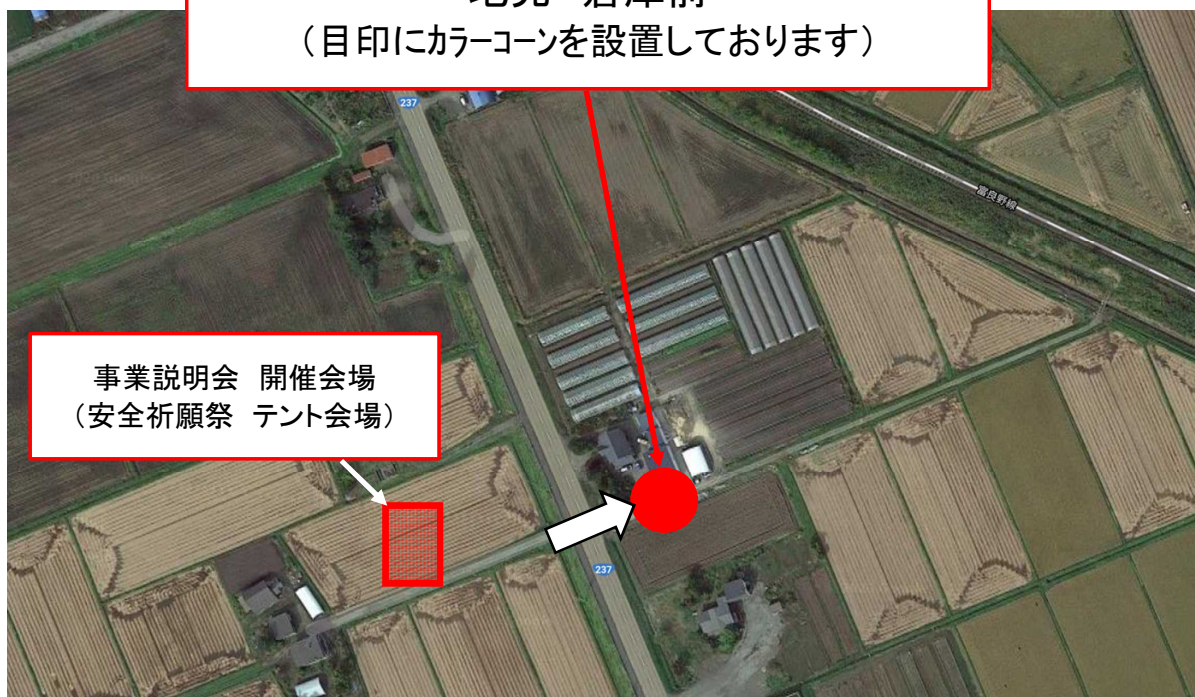 （目印にカラーコーンを設置しております）
237
富良野線
事業説明会　開催会場
（安全祈願祭　テント会場）
237